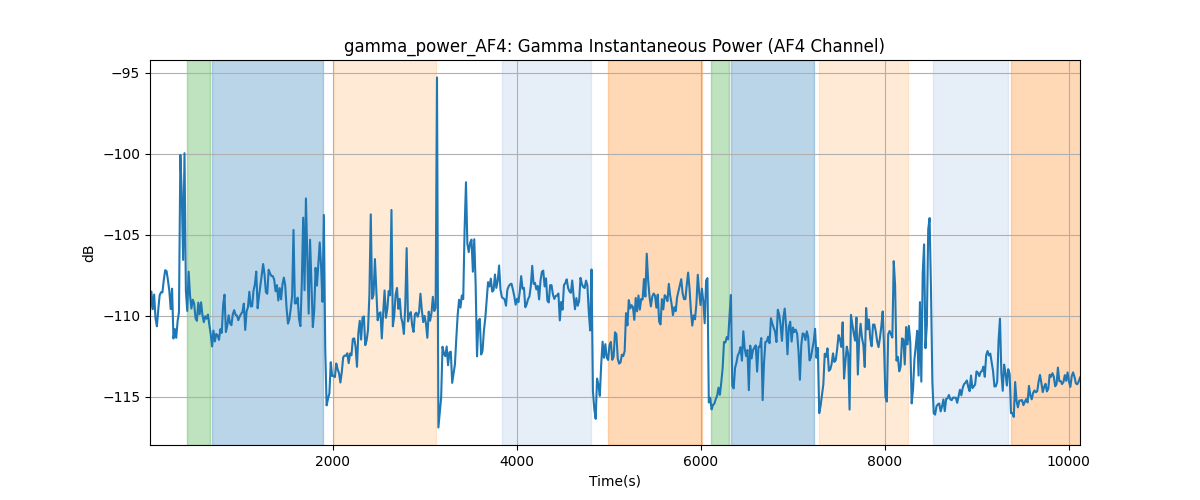 gamma_power_AF4: Gamma Instantaneous Power (AF4 Channel)
−95
−100
−105
−110
−115
dB
2000 4000 6000 8000 10000
Time(s)